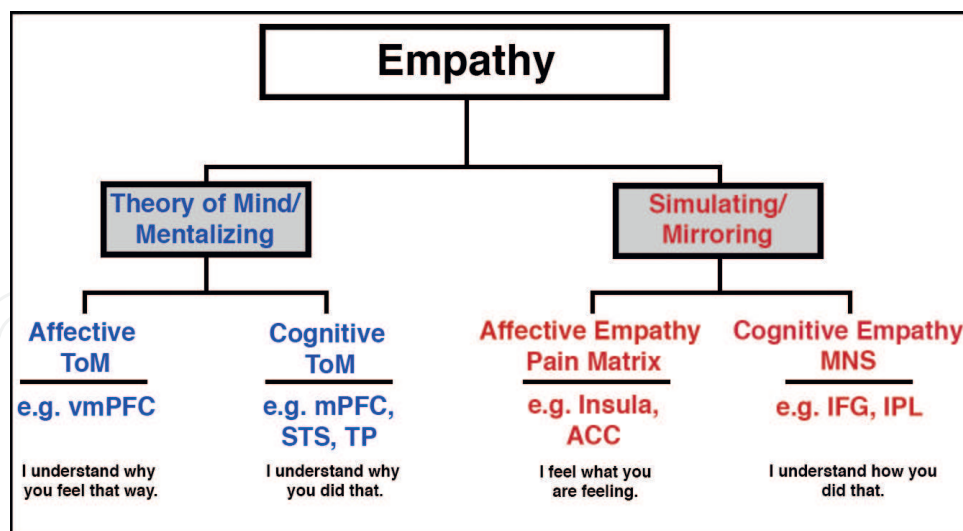 Empathy
Theory of Mind/
Mentalizing
Simulating/
Mirroring
Affective
ToM
e.g. vmPFC
I understand why
you feel that way.
Cognitive
ToM
e.g. mPFC,
STS, TP
I understand why
you did that.
Affective Empathy
Pain Matrix
e.g. Insula,
ACC
I feel what you
are feeling.
Cognitive Empathy
MNS
e.g. IFG, IPL
I understand how you
did that.